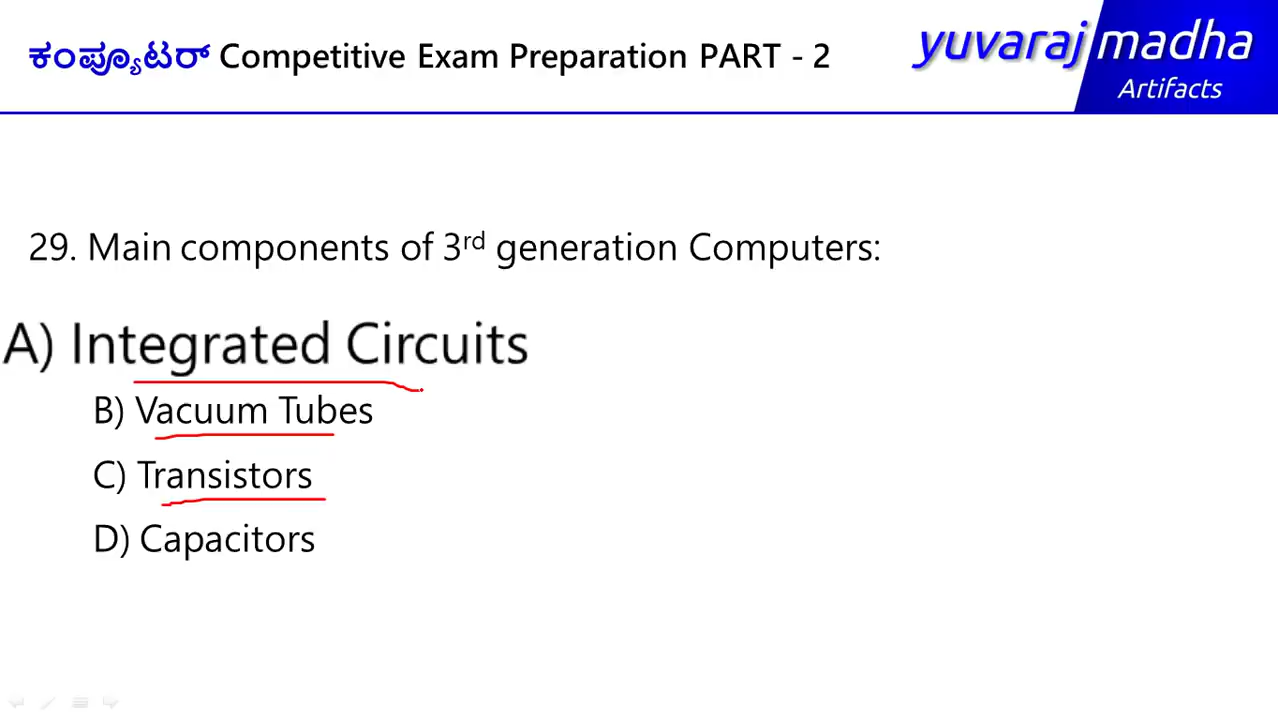 ಕಂಪ್ಯೂಟರ್ Competitive Exam Preparation PART - 2
yuvaraj madha
Artifacts
29. Main components of 3rd generation Computers:
A) Integrated Circuits
B) Vacuum Tubes
C) Transistors
D) Capacitors